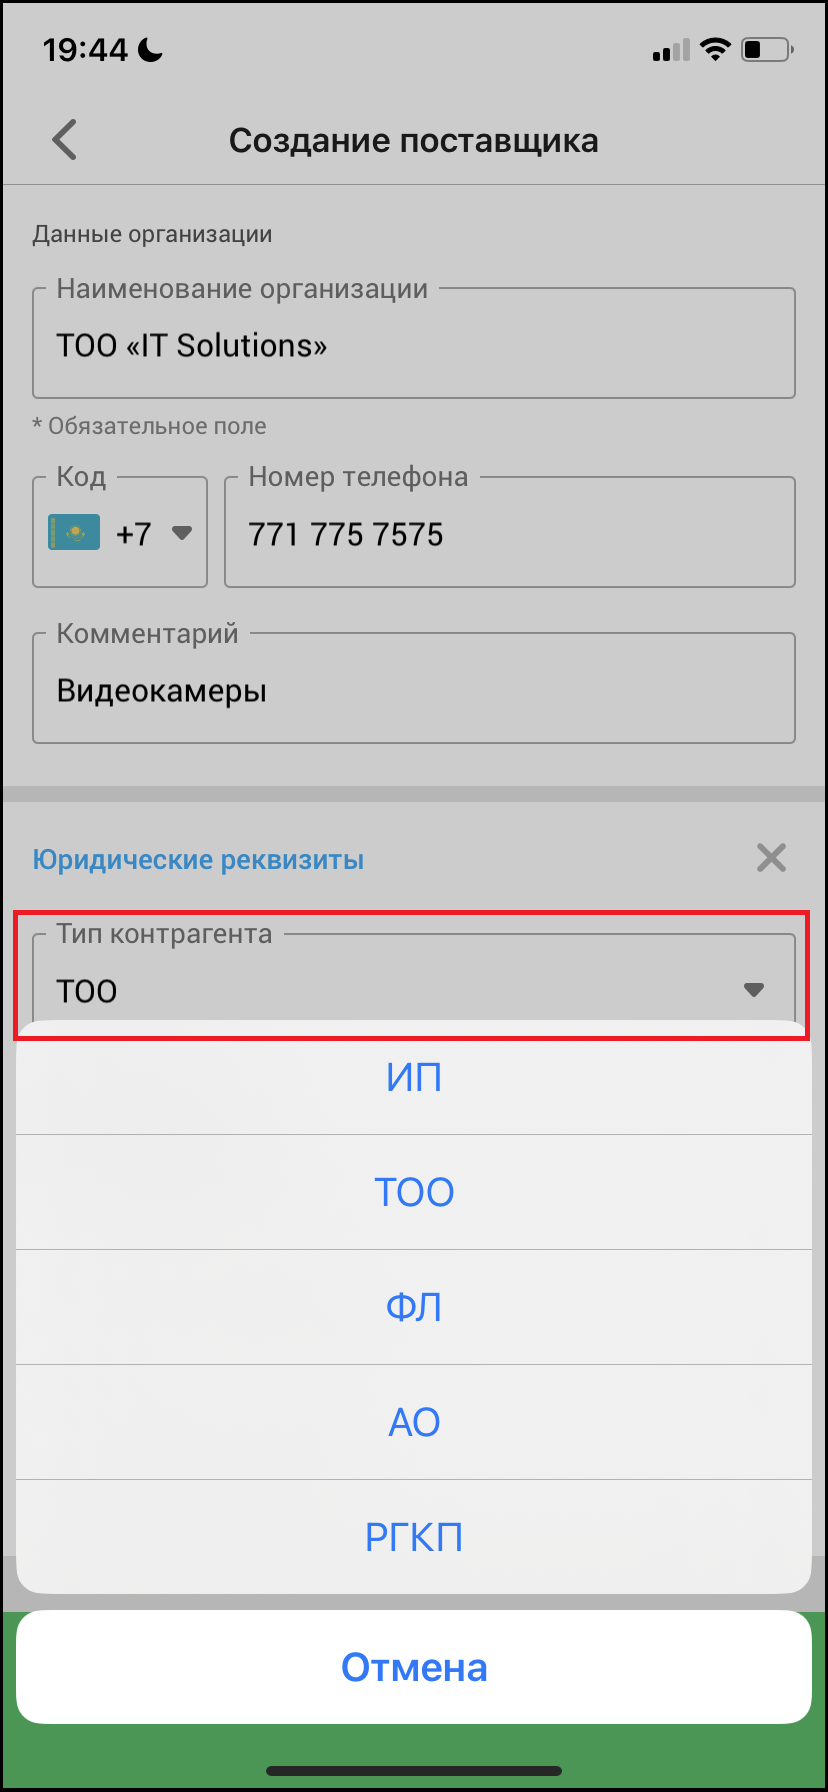 19:44
Создание поставщика
Данные организации
Наименование организации
ТОО «IT Solutions»
* Обязательное поле
Код Номер телефона
+7 771 775 7575
Комментарий
Видеокамеры
Юридические реквизиты
Тип контрагента
ТОО
ИП
ТОО
ФЛ
АО
РГКП
Отмена